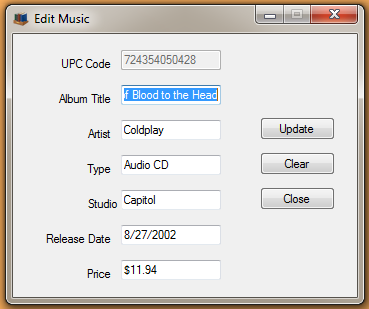 Edit Music
UPC Code 724354050428
Album Title f Blood to the Head
Artist Coldplay
Update
Type Audio CD
Clear
Studio Capitol
Close
Release Date 8/27/2002
Price $11.94